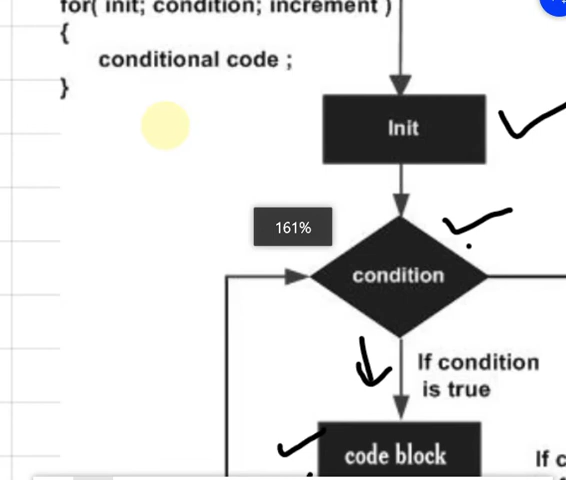 for( init; condition; increment )
{
conditional code ;
}
Init
161%
condition
If condition
is true
code block
If